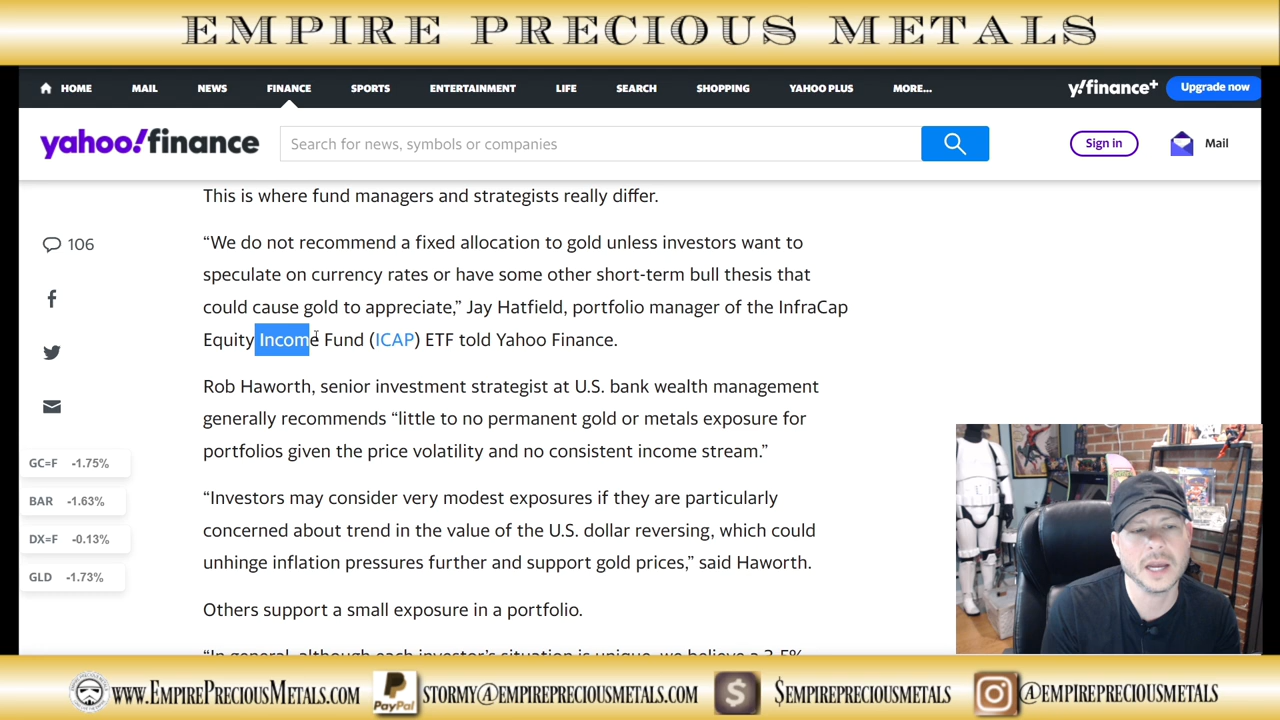 EMPIRE PRECIOUS METALS
HOME MAIL NEWS FINANCE SPORTS ENTERTAINMENT LIFE SEARCH SHOPPING YAHOO PLUS MORE... y!finance+ Upgrade now
yahoo!finance Search for news, symbols or companies Sign in Mail
This is where fund managers and strategists really differ.
106
“We do not recommend a fixed allocation to gold unless investors want to
speculate on currency rates or have some other short-term bull thesis that
could cause gold to appreciate,” Jay Hatfield, portfolio manager of the InfraCap
Equity Income Fund (ICAP) ETF told Yahoo Finance.
Rob Haworth, senior investment strategist at U.S. bank wealth management
generally recommends “little to no permanent gold or metals exposure for
portfolios given the price volatility and no consistent income stream.”
GC=F -1.75%
BAR -1.63%
DX=F -0.13%
GLD -1.73%
“Investors may consider very modest exposures if they are particularly
concerned about trend in the value of the U.S. dollar reversing, which could
unhinge inflation pressures further and support gold prices,” said Haworth.
Others support a small exposure in a portfolio.
“In general, although each investor’s situation is unique, we believe a 3-5%
www.EmpirePreciousMetals.com PayPal stormy@empirepreciousmetals.com $empirepreciousmetals @empirepreciousmetals